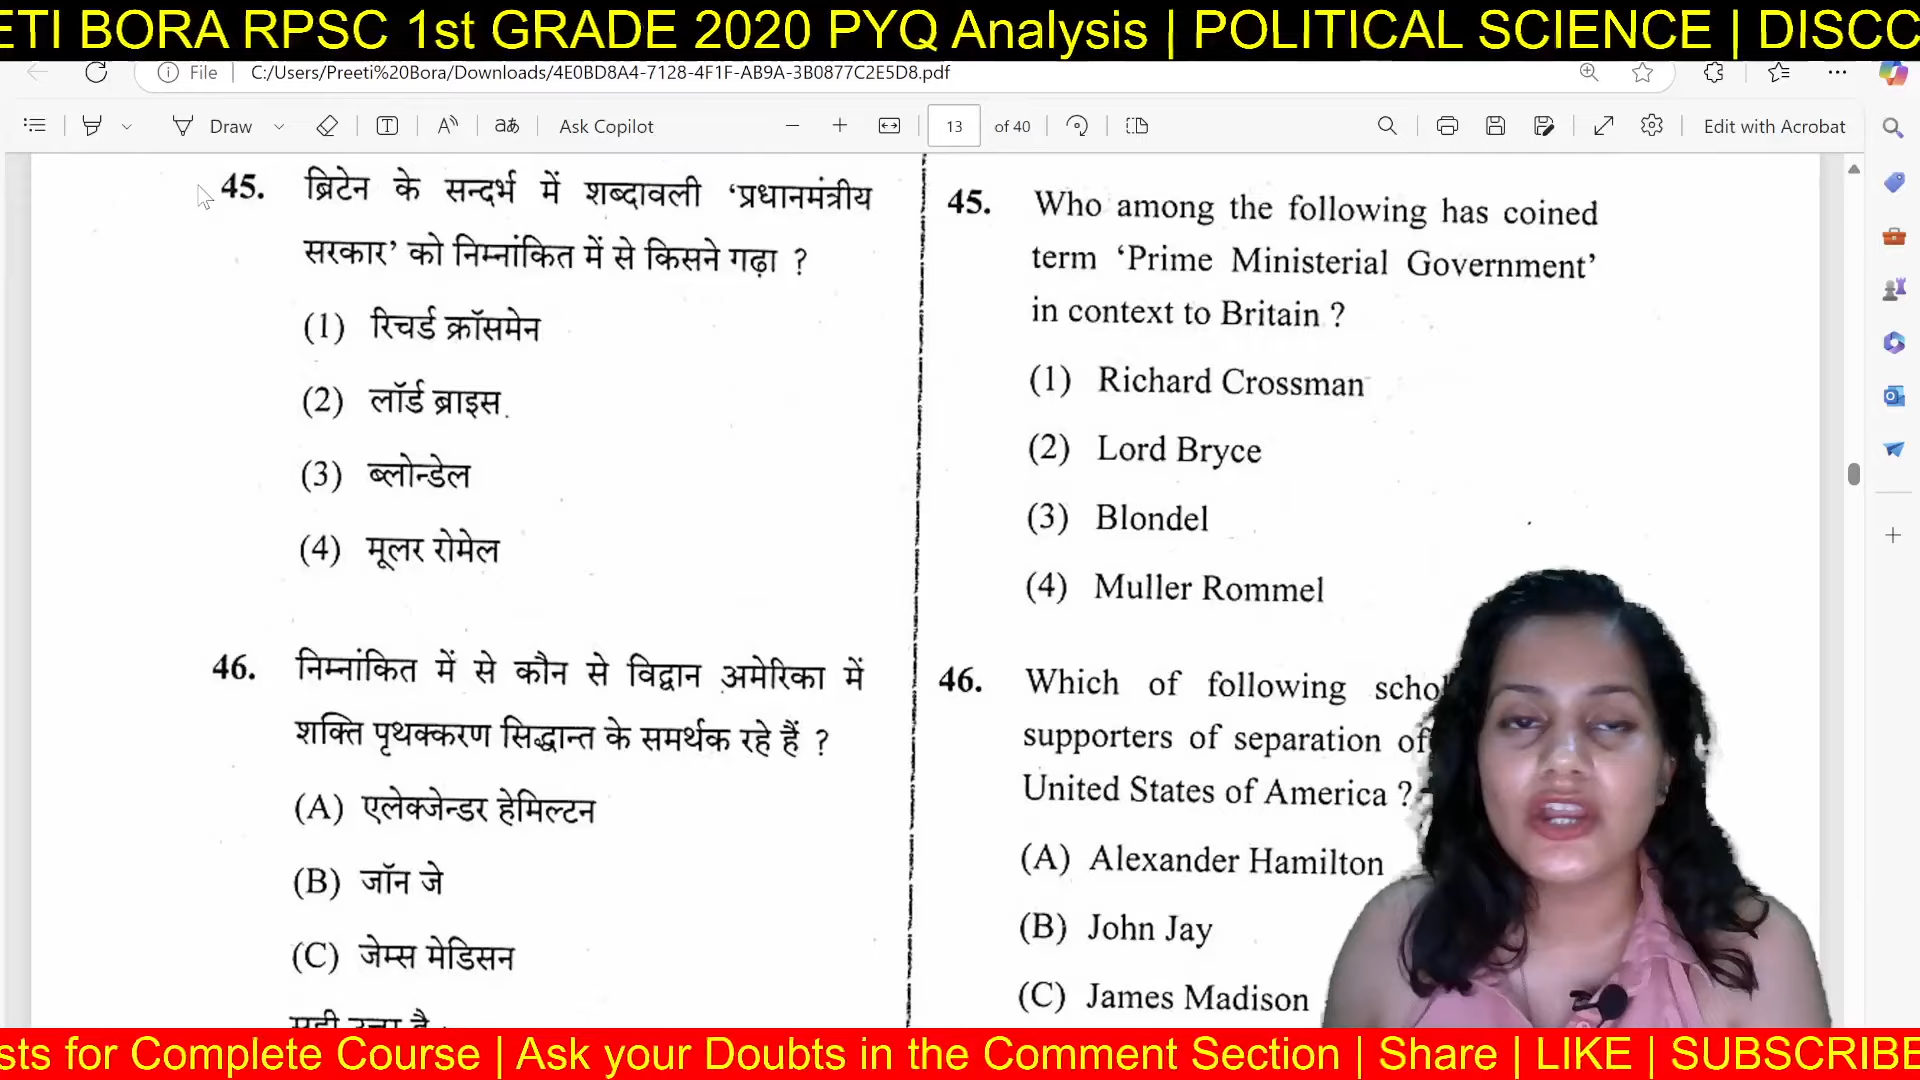 ETI BORA RPSC 1st GRADE 2020 PYQ Analysis | POLITICAL SCIENCE |
File | C:/Users/Preeti%20Bora/Downloads/4E0BD8A4-7128-4F1F-AB9A-3B0877C2E5D8.pdf
Draw
Ask Copilot
13 of 40
Edit with Acrobat
45. ब्रिटेन के सन्दर्भ में शब्दावली ‘प्रधानमंत्रीय
सरकार’ को निम्नांकित में से किसने गढ़ा ?
(1) रिचर्ड क्रॉसमेन
(2) लॉर्ड ब्राइस
(3) ब्लोन्डेल
(4) मूलर रोमेल
46. निम्नांकित में से कौन से विद्वान अमेरिका में
शक्ति पृथक्करण सिद्धान्त के समर्थक रहे हैं ?
(A) एलेक्जेन्डर हेमिल्टन
(B) जॉन जे
(C) जेम्स मेडिसन
45. Who among the following has coined
term ‘Prime Ministerial Government’
in context to Britain ?
(1) Richard Crossman
(2) Lord Bryce
(3) Blondel
(4) Muller Rommel
46. Which of following
supporters of separation of
United States of America ?
(A) Alexander Hamilton
(B) John Jay
(C) James Madison
sts for Complete Course | Ask your Doubts in the Comment Section | Share | LIKE | SUBSCRIBE